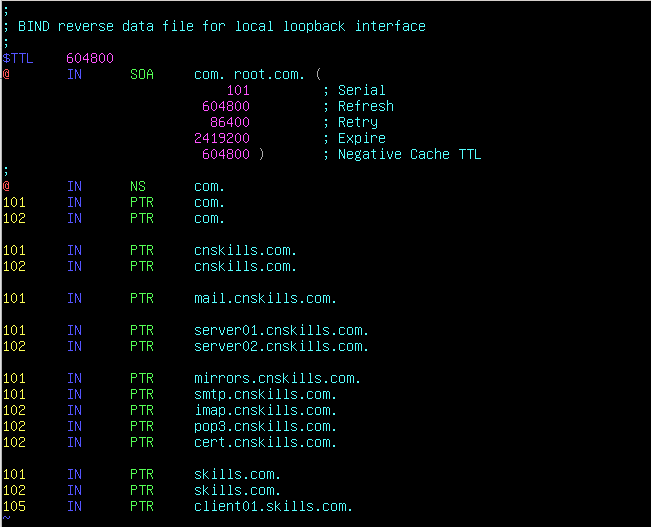 ;
; BIND reverse data file for local loopback interface
;
$TTL    604800
@       IN      SOA     com. root.com. (
                            101         ; Serial
                         604800         ; Refresh
                          86400         ; Retry
                        2419200         ; Expire
                         604800 )       ; Negative Cache TTL
;
@       IN      NS      com.
101     IN      PTR     com.
102     IN      PTR     com.

101     IN      PTR     cnskills.com.
102     IN      PTR     cnskills.com.

101     IN      PTR     mail.cnskills.com.

101     IN      PTR     server01.cnskills.com.
102     IN      PTR     server02.cnskills.com.

101     IN      PTR     mirrors.cnskills.com.
101     IN      PTR     smtp.cnskills.com.
102     IN      PTR     imap.cnskills.com.
102     IN      PTR     pop3.cnskills.com.
102     IN      PTR     cert.cnskills.com.

101     IN      PTR     skills.com.
102     IN      PTR     skills.com.
105     IN      PTR     client01.skills.com.
~